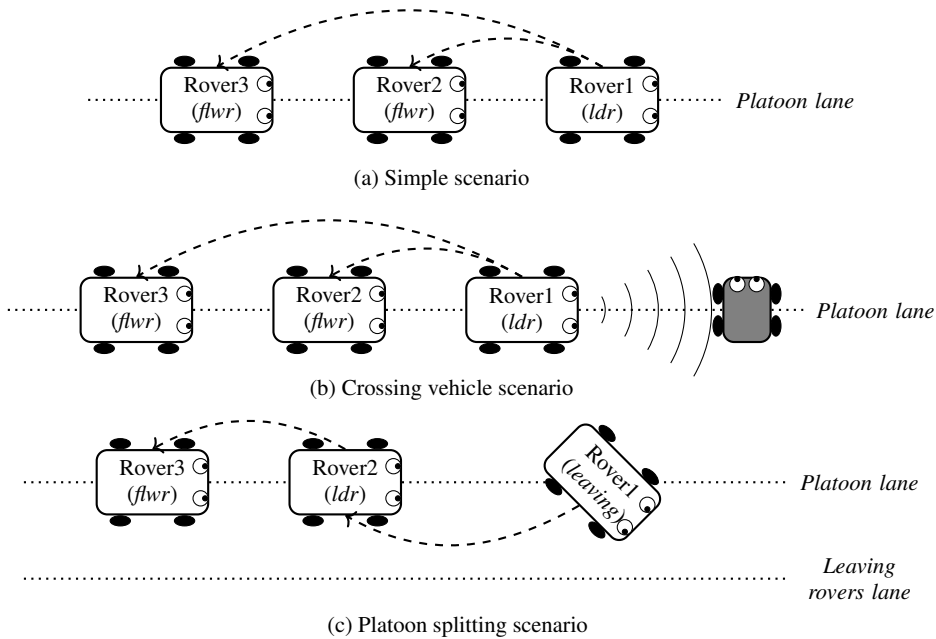 Rover3 Rover2 Rover1
(flwr) (flwr) (ldr)
Platoon lane
(a) Simple scenario
Rover3 Rover2 Rover1
(flwr) (flwr) (ldr)
Platoon lane
(b) Crossing vehicle scenario
Rover3 Rover2 Rover1
(flwr) (ldr) (leaving)
Platoon lane
Leaving
rovers lane
(c) Platoon splitting scenario